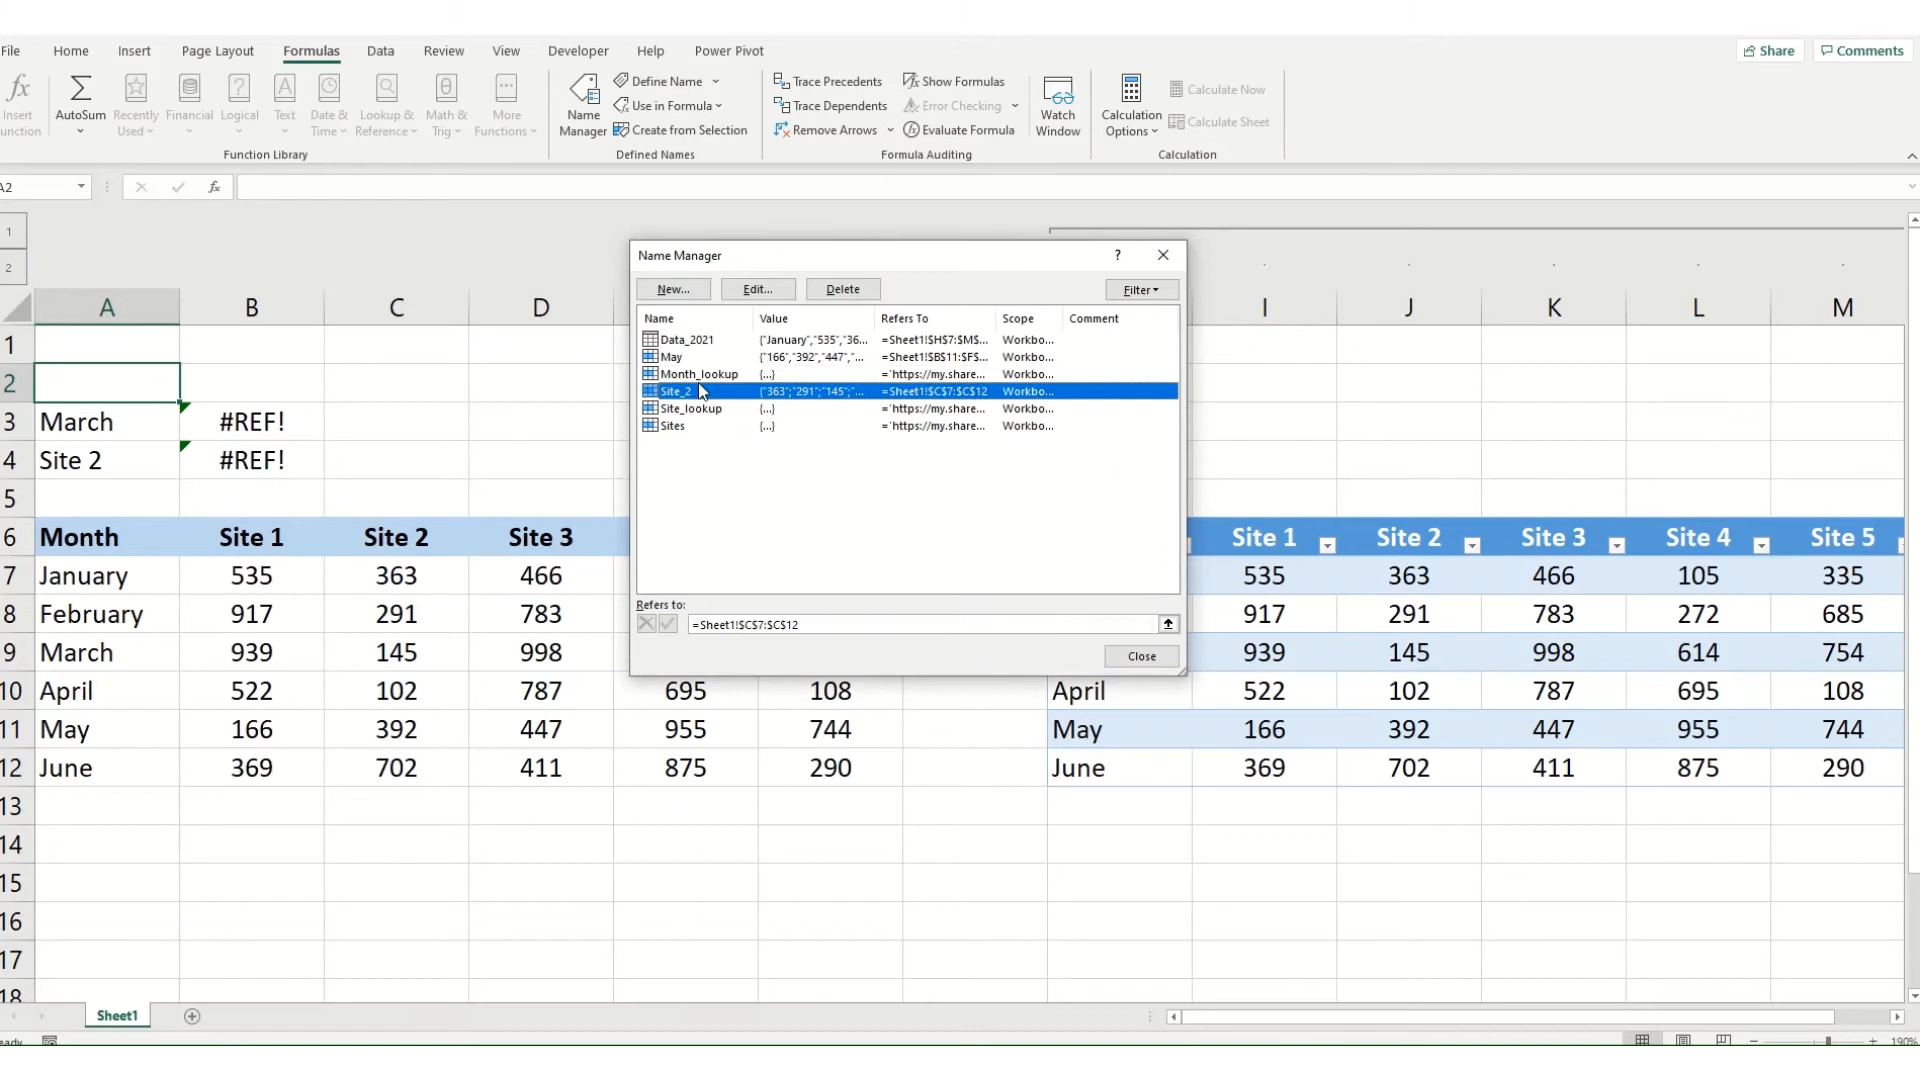 File Home Insert Page Layout Formulas Data Review View Developer Help Power Pivot Share Comments
fx Insert unction
AutoSum
Recently Used
Financial
Logical
Text
Date & Time
Lookup & Reference
Math & Trig
More Functions
Function Library
Name Manager
Define Name
Use in Formula
Create from Selection
Defined Names
Trace Precedents
Trace Dependents
Remove Arrows
Show Formulas
Error Checking
Evaluate Formula
Formula Auditing
Watch Window
Calculation Options
Calculate Now
Calculate Sheet
Calculation
A2 fx
1
2
A B C D I J K L M
Name Manager ?
New... Edit... Delete Filter
Name Value Refers To Scope Comment
Data_2021 {"January","535","36... =Sheet1!$H$7:$M$... Workbo...
May {"166","392","447","... =Sheet1!$B$11:$F$... Workbo...
Month_lookup {...} ='https://my.share... Workbo...
Site_2 {"363";"291";"145";"... =Sheet1!$C$7:$C$12 Workbo...
Site_lookup {...} ='https://my.share... Workbo...
Sites {...} ='https://my.share... Workbo...
Refers to:
=Sheet1!$C$7:$C$12
Close
1
2
3 March #REF!
4 Site 2 #REF!
5
6 Month Site 1 Site 2 Site 3 Site 1 Site 2 Site 3 Site 4 Site 5
7 January 535 363 466 535 363 466 105 335
8 February 917 291 783 917 291 783 272 685
9 March 939 145 998 939 145 998 614 754
10 April 522 102 787 695 108 April 522 102 787 695 108
11 May 166 392 447 955 744 May 166 392 447 955 744
12 June 369 702 411 875 290 June 369 702 411 875 290
13
14
15
16
17
18
Sheet1
eady 190%